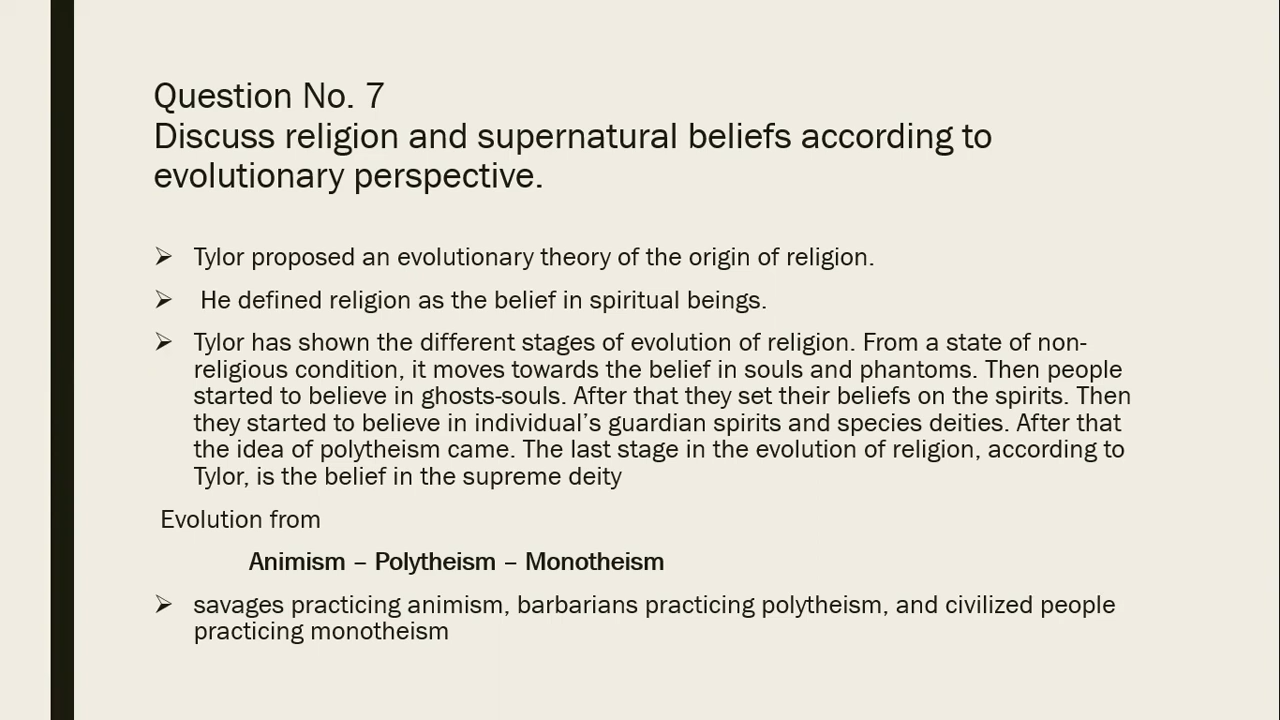 Question No. 7
Discuss religion and supernatural beliefs according to
evolutionary perspective.
➢ Tylor proposed an evolutionary theory of the origin of religion.
➢ He defined religion as the belief in spiritual beings.
➢ Tylor has shown the different stages of evolution of religion. From a state of non-
religious condition, it moves towards the belief in souls and phantoms. Then people
started to believe in ghosts-souls. After that they set their beliefs on the spirits. Then
they started to believe in individual’s guardian spirits and species deities. After that
the idea of polytheism came. The last stage in the evolution of religion, according to
Tylor, is the belief in the supreme deity
Evolution from
Animism – Polytheism – Monotheism
➢ savages practicing animism, barbarians practicing polytheism, and civilized people
practicing monotheism